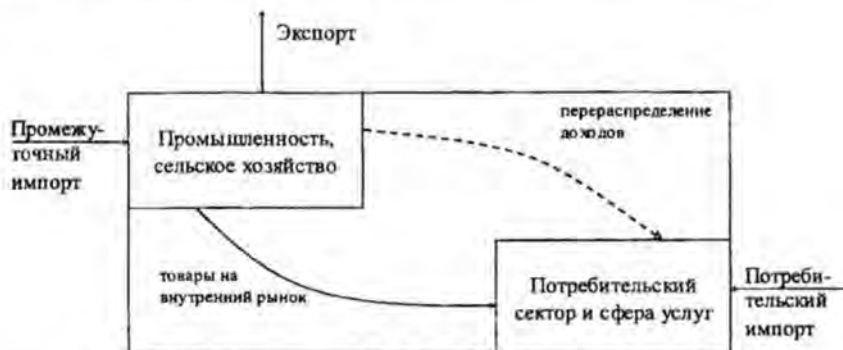 Экспорт
Промежу-
точный
импорт
Промышленность,
сельское хозяйство
перераспределение
доходов
товары на
внутренний рынок
Потребительский
сектор и сфера услуг
Потреби-
тельский
импорт